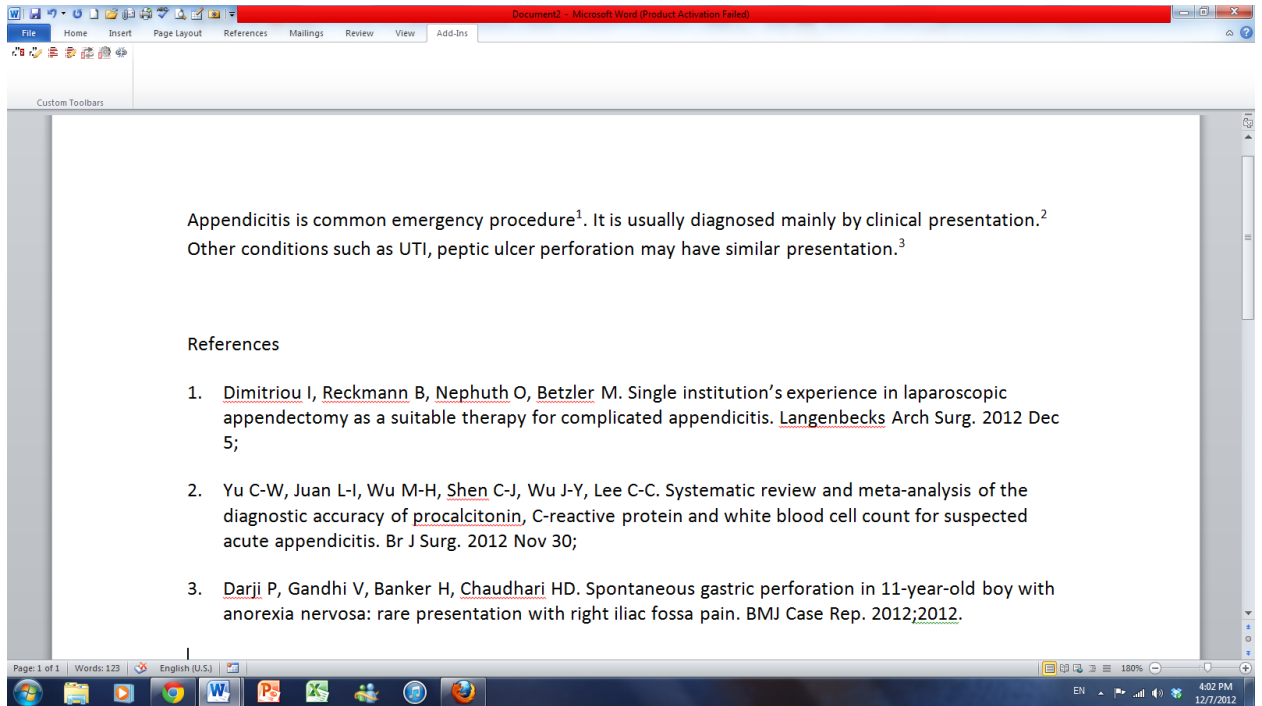 Document2 - Microsoft Word (Product Activation Failed)
File Home Insert Page Layout References Mailings Review View Add-Ins
Custom Toolbars
Appendicitis is common emergency procedure1. It is usually diagnosed mainly by clinical presentation.2
Other conditions such as UTI, peptic ulcer perforation may have similar presentation.3
References
1. Dimitriou I, Reckmann B, Nephuth O, Betzler M. Single institution's experience in laparoscopic
appendectomy as a suitable therapy for complicated appendicitis. Langenbecks Arch Surg. 2012 Dec
5;
2. Yu C-W, Juan L-I, Wu M-H, Shen C-J, Wu J-Y, Lee C-C. Systematic review and meta-analysis of the
diagnostic accuracy of procalcitonin, C-reactive protein and white blood cell count for suspected
acute appendicitis. Br J Surg. 2012 Nov 30;
3. Darji P, Gandhi V, Banker H, Chaudhari HD. Spontaneous gastric perforation in 11-year-old boy with
anorexia nervosa: rare presentation with right iliac fossa pain. BMJ Case Rep. 2012;2012.
Page: 1 of 1 Words: 123 English (U.S.) 180%
EN 4:02 PM
12/7/2012